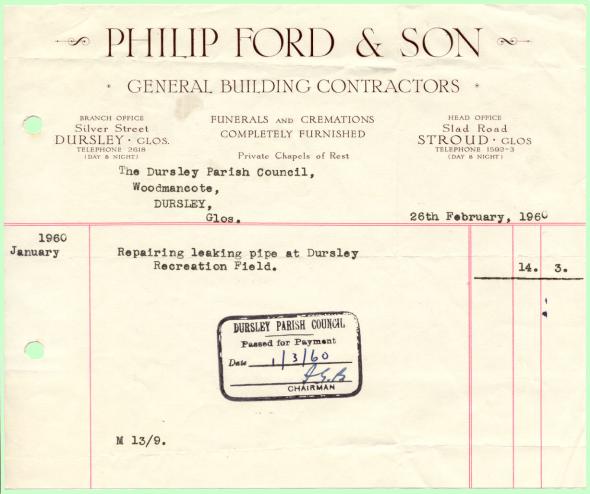 PHILIP FORD & SON
GENERAL BUILDING CONTRACTORS
BRANCH OFFICE
Silver Street
DURSLEY · GLOS.
TELEPHONE 2618
(DAY & NIGHT)
FUNERALS AND CREMATIONS
COMPLETELY FURNISHED
Private Chapels of Rest
HEAD OFFICE
Slad Road
STROUD · GLOS
TELEPHONE 1592-3
(DAY & NIGHT)
The Dursley Parish Council,
Woodmancote,
DURSLEY,
Glos.
26th February, 1960
1960
January
Repairing leaking pipe at Dursley
Recreation Field.
14. 3.
DURSLEY PARISH COUNCIL
Passed for Payment
Date 1/3/60
CHAIRMAN
M 13/9.